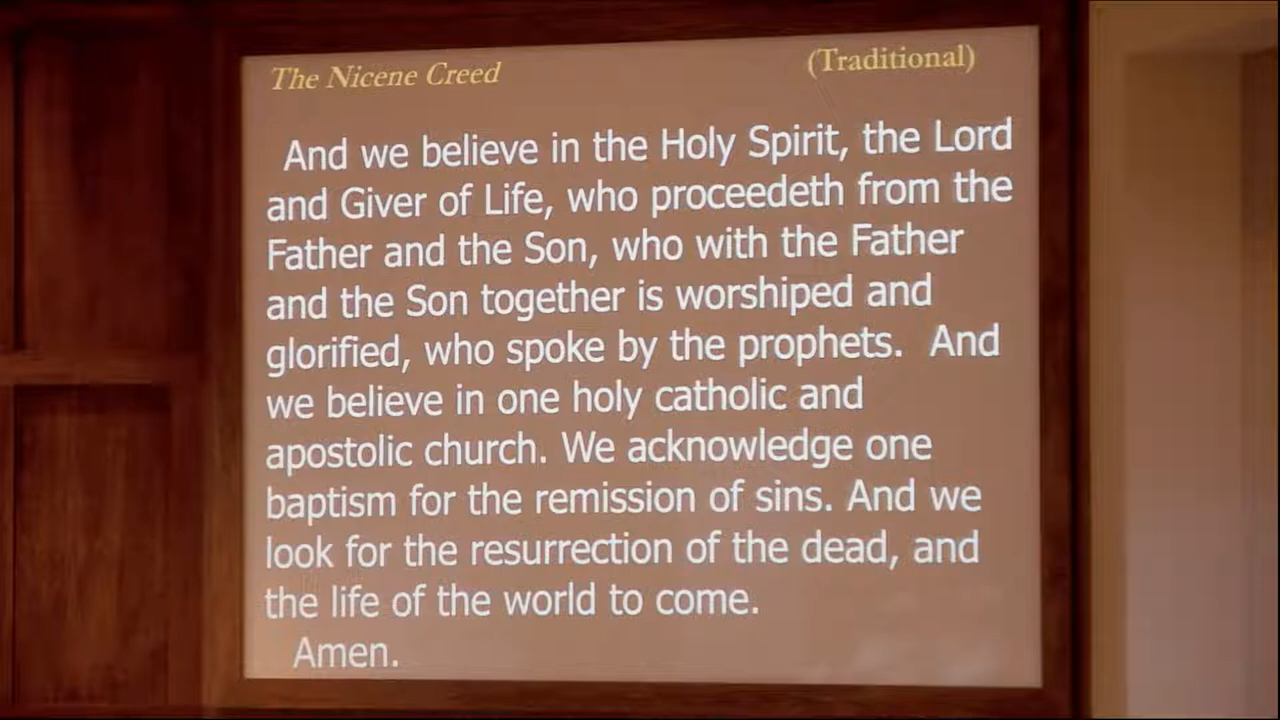 The Nicene Creed (Traditional)
And we believe in the Holy Spirit, the Lord
and Giver of Life, who proceedeth from the
Father and the Son, who with the Father
and the Son together is worshiped and
glorified, who spoke by the prophets. And
we believe in one holy catholic and
apostolic church. We acknowledge one
baptism for the remission of sins. And we
look for the resurrection of the dead, and
the life of the world to come.
Amen.